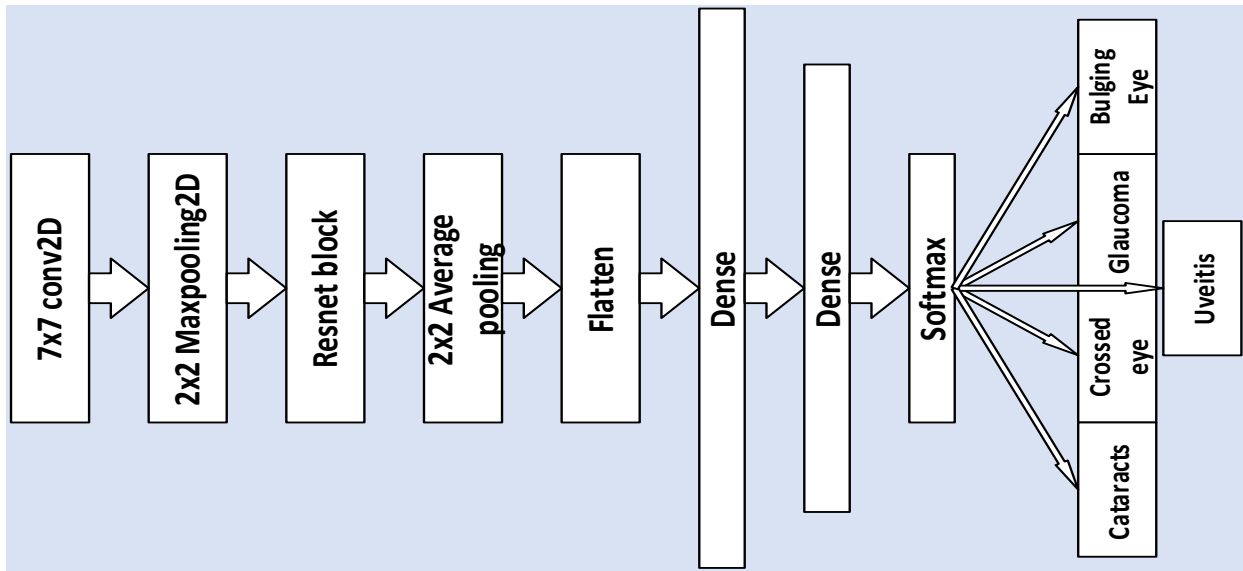 7x7 conv2D
2x2 Maxpooling2D
Resnet block
2x2 Average
pooling
Flatten
Dense
Dense
Softmax
Bulging
Eye
Glaucoma
Crossed
eye
Cataracts
Uveitis